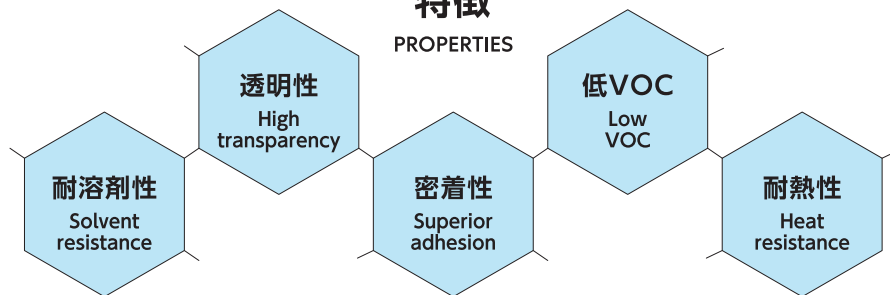 特徴
PROPERTIES
耐溶剤性
Solvent
resistance
透明性
High
transparency
密着性
Superior
adhesion
低VOC
Low
VOC
耐熱性
Heat
resistance